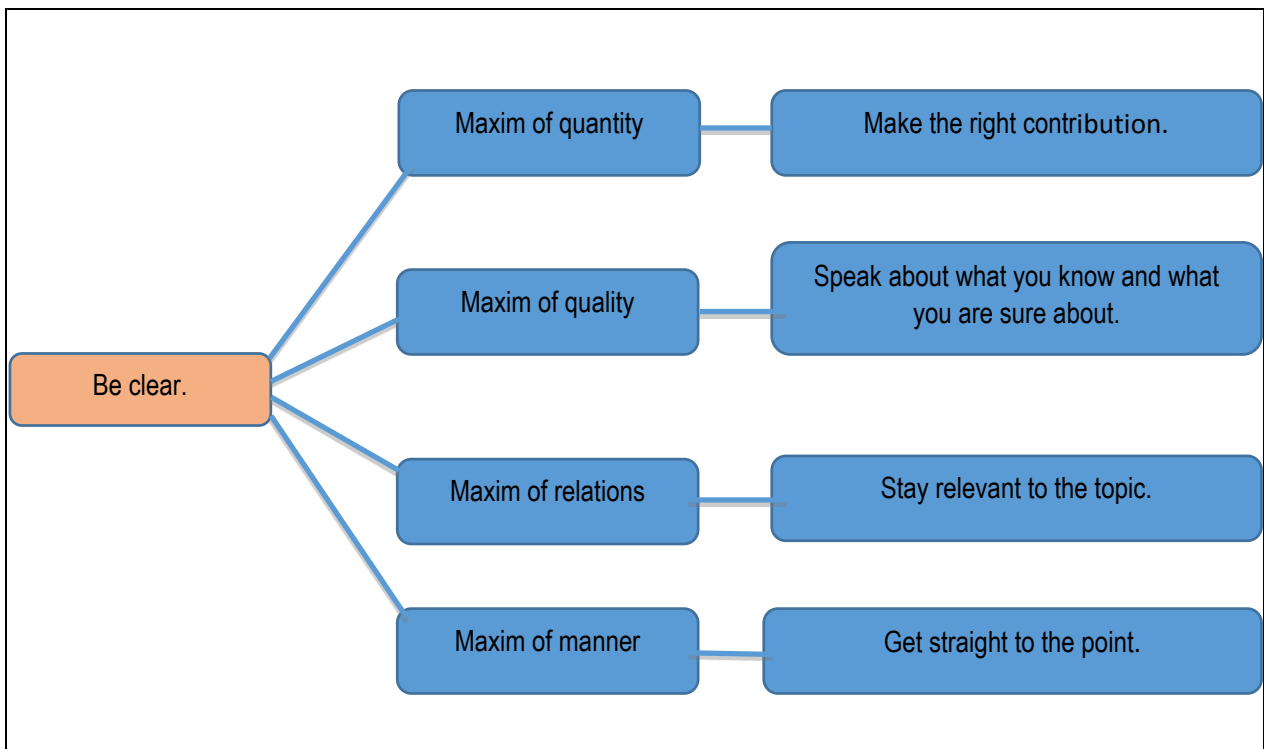 Be clear.
Maxim of quantity
Make the right contribution.
Maxim of quality
Speak about what you know and what
you are sure about.
Maxim of relations
Stay relevant to the topic.
Maxim of manner
Get straight to the point.